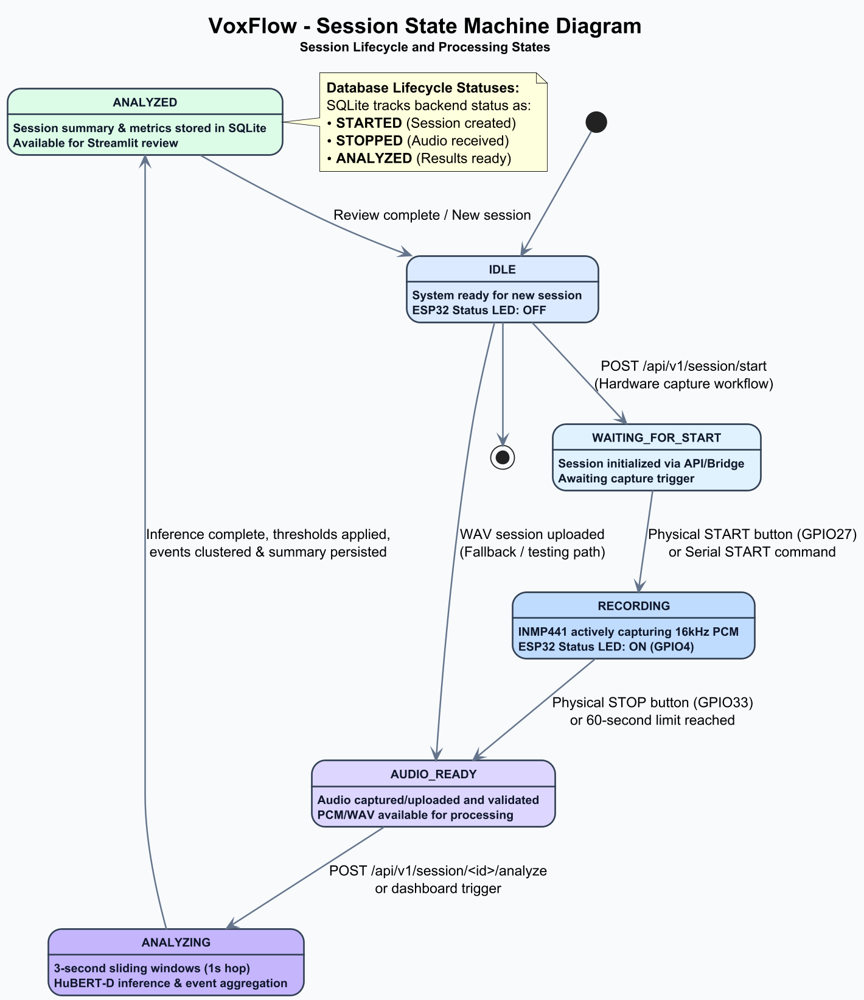 VoxFlow - Session State Machine Diagram
Session Lifecycle and Processing States
ANALYZED
Session summary & metrics stored in SQLite
Available for Streamlit review
Database Lifecycle Statuses:
SQLite tracks backend status as:
• STARTED (Session created)
• STOPPED (Audio received)
• ANALYZED (Results ready)
Review complete / New session
IDLE
System ready for new session
ESP32 Status LED: OFF
POST /api/v1/session/start
(Hardware capture workflow)
WAITING_FOR_START
Session initialized via API/Bridge
Awaiting capture trigger
Inference complete, thresholds applied,
events clustered & summary persisted
WAV session uploaded
(Fallback / testing path)
Physical START button (GPIO27)
or Serial START command
RECORDING
INMP441 actively capturing 16kHz PCM
ESP32 Status LED: ON (GPIO4)
Physical STOP button (GPIO33)
or 60-second limit reached
AUDIO_READY
Audio captured/uploaded and validated
PCM/WAV available for processing
POST /api/v1/session/<id>/analyze
or dashboard trigger
ANALYZING
3-second sliding windows (1s hop)
HuBERT-D inference & event aggregation